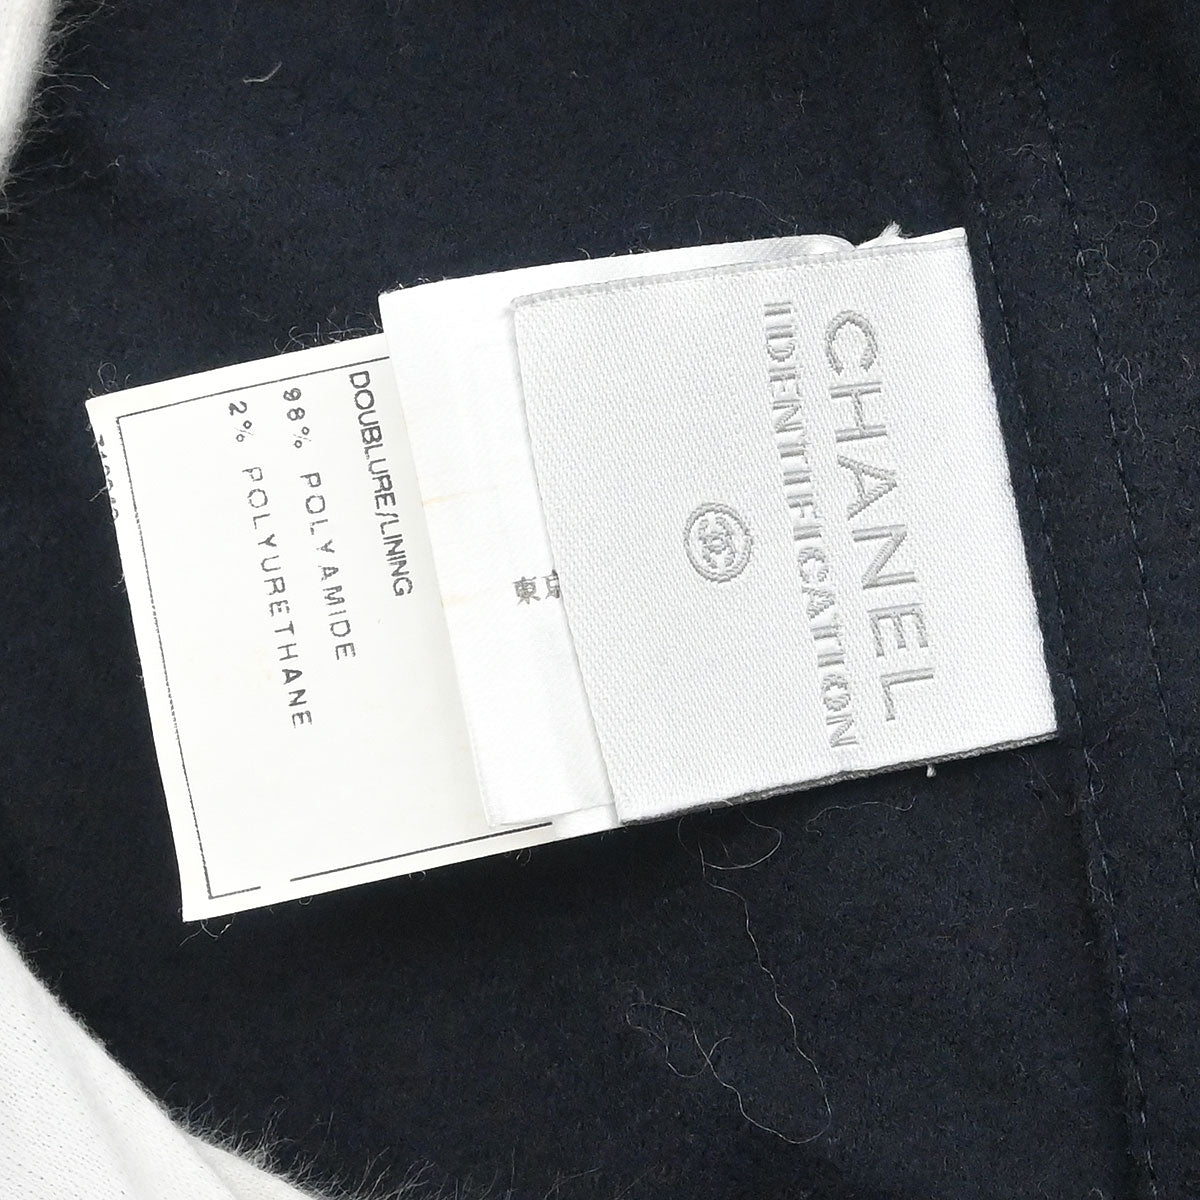 CHANEL
IDENTIFICATION
東京
DOUBLURE/LINING
98% POLYAMIDE
2% POLYURETHANE